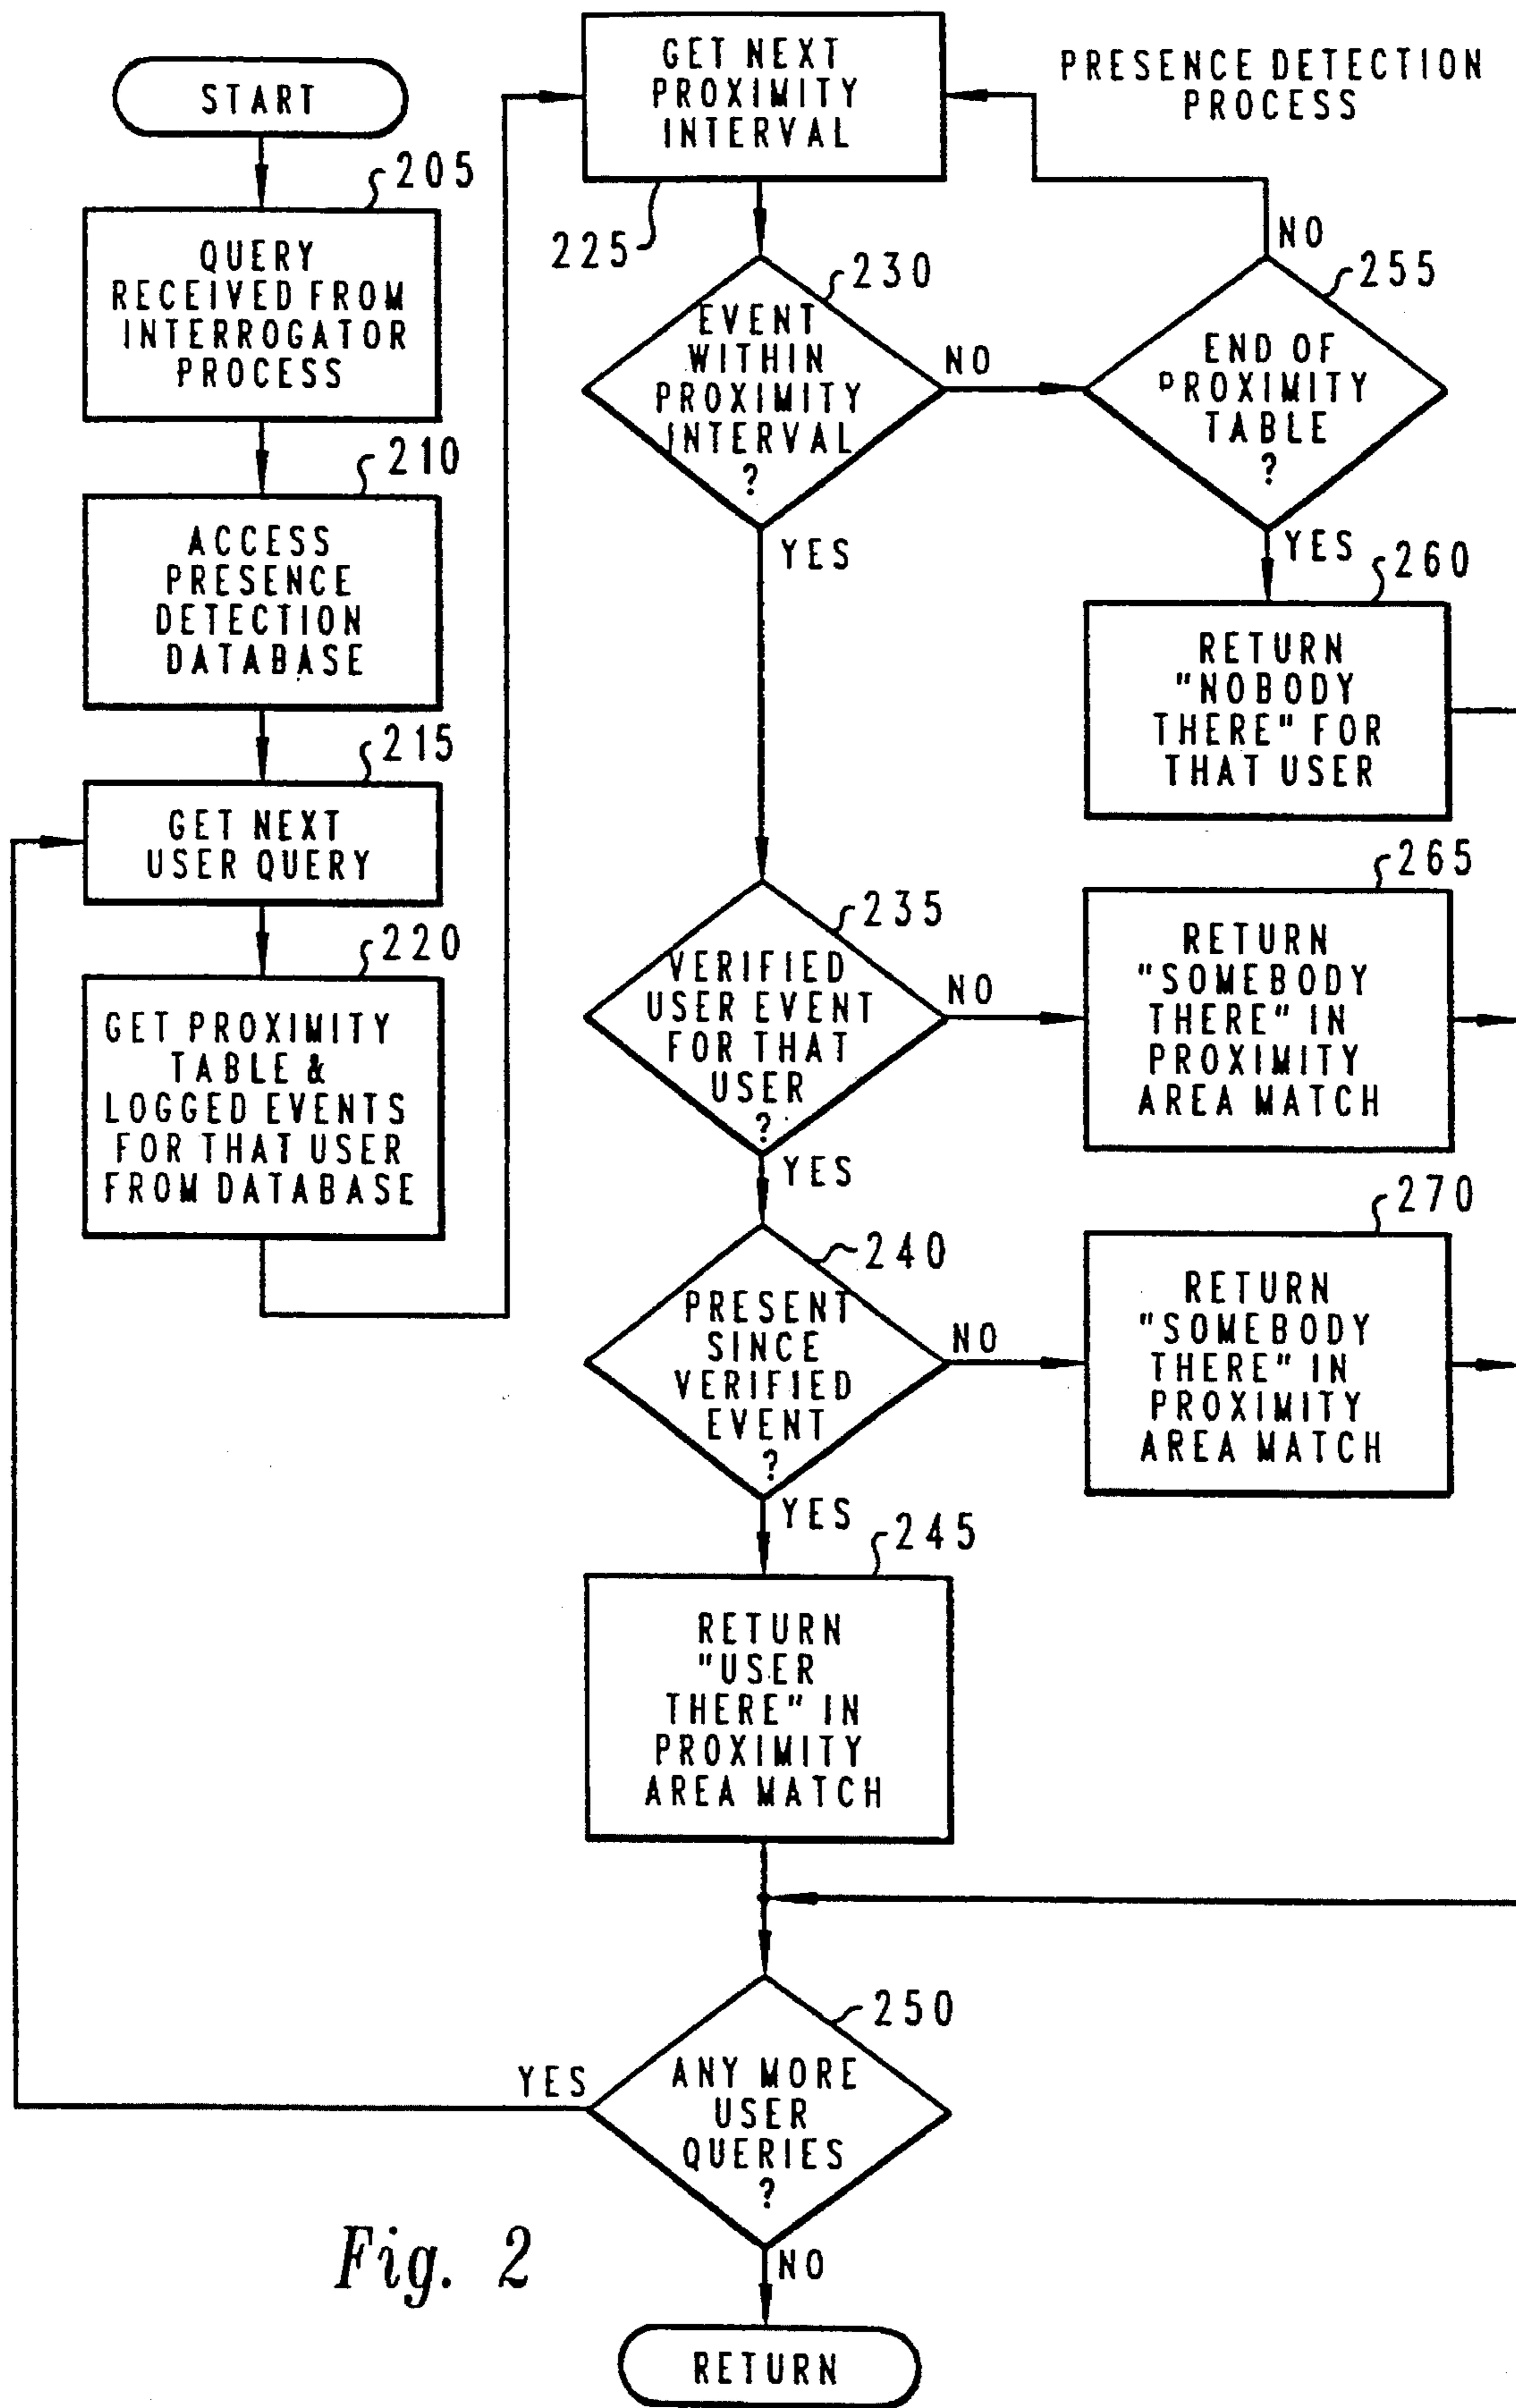 START
205
QUERY
RECEIVED FROM
INTERROGATOR
PROCESS
210
ACCESS
PRESENCE
DETECTION
DATABASE
215
GET NEXT
USER QUERY
220
GET PROXIMITY
TABLE &
LOGGED EVENTS
FOR THAT USER
FROM DATABASE
GET NEXT
PROXIMITY
INTERVAL
225
PRESENCE DETECTION
PROCESS
230
EVENT
WITHIN
PROXIMITY
INTERVAL
?
NO
YES
255
END OF
PROXIMITY
TABLE
?
NO
YES
260
RETURN
"NOBODY
THERE" FOR
THAT USER
235
VERIFIED
USER EVENT
FOR THAT
USER
?
NO
YES
265
RETURN
"SOMEBODY
THERE" IN
PROXIMITY
AREA MATCH
240
PRESENT
SINCE
VERIFIED
EVENT
?
NO
YES
270
RETURN
"SOMEBODY
THERE" IN
PROXIMITY
AREA MATCH
245
RETURN
"USER
THERE" IN
PROXIMITY
AREA MATCH
250
ANY MORE
USER
QUERIES
?
YES
NO
RETURN
Fig. 2